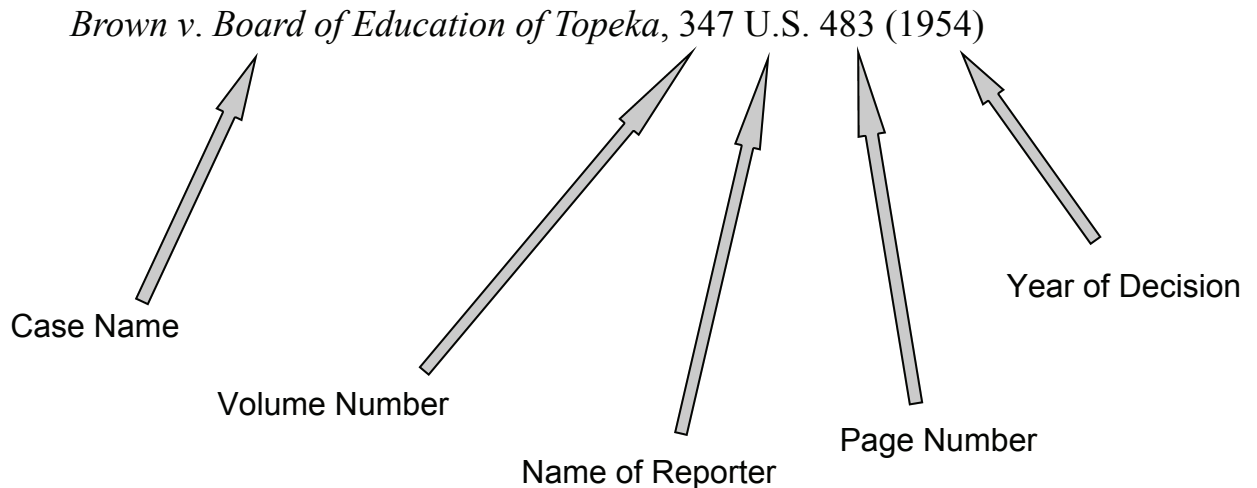 Brown v. Board of Education of Topeka, 347 U.S. 483 (1954)
Case Name
Volume Number
Name of Reporter
Page Number
Year of Decision